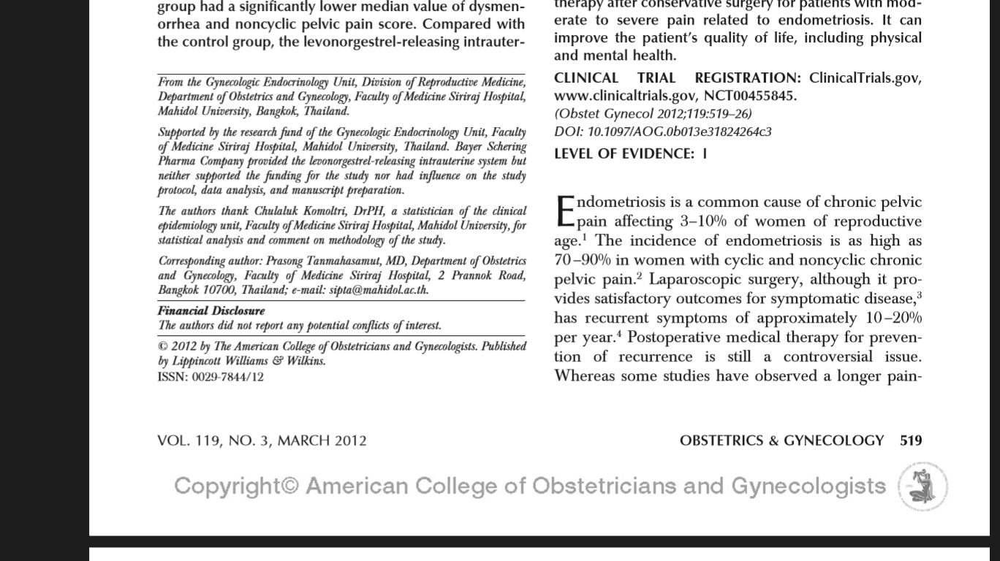 group had a significantly lower median value of dysmen-
orrhea and noncyclic pelvic pain score. Compared with
the control group, the levonorgestrel-releasing intrauter-
From the Gynecologic Endocrinology Unit, Division of Reproductive Medicine,
Department of Obstetrics and Gynecology, Faculty of Medicine Siriraj Hospital,
Mahidol University, Bangkok, Thailand.
Supported by the research fund of the Gynecologic Endocrinology Unit, Faculty
of Medicine Siriraj Hospital, Mahidol University, Thailand. Bayer Schering
Pharma Company provided the levonorgestrel-releasing intrauterine system but
neither supported the funding for the study nor had influence on the study
protocol, data analysis, and manuscript preparation.
The authors thank Chulaluk Komoltri, DrPH, a statistician of the clinical
epidemiology unit, Faculty of Medicine Siriraj Hospital, Mahidol University, for
statistical analysis and comment on methodology of the study.
Corresponding author: Prasong Tanmahasamut, MD, Department of Obstetrics
and Gynecology, Faculty of Medicine Siriraj Hospital, 2 Prannok Road,
Bangkok 10700, Thailand; e-mail: sipta@mahidol.ac.th.
Financial Disclosure
The authors did not report any potential conflicts of interest.
© 2012 by The American College of Obstetricians and Gynecologists. Published
by Lippincott Williams & Wilkins.
ISSN: 0029-7844/12
therapy after conservative surgery for patients with mod-
erate to severe pain related to endometriosis. It can
improve the patient's quality of life, including physical
and mental health.
CLINICAL TRIAL REGISTRATION: ClinicalTrials.gov,
www.clinicaltrials.gov, NCT00455845.
(Obstet Gynecol 2012;119:519–26)
DOI: 10.1097/AOG.0b013e31824264c3
LEVEL OF EVIDENCE: I
Endometriosis is a common cause of chronic pelvic
pain affecting 3–10% of women of reproductive
age.¹ The incidence of endometriosis is as high as
70–90% in women with cyclic and noncyclic chronic
pelvic pain.² Laparoscopic surgery, although it pro-
vides satisfactory outcomes for symptomatic disease,³
has recurrent symptoms of approximately 10–20%
per year.⁴ Postoperative medical therapy for preven-
tion of recurrence is still a controversial issue.
Whereas some studies have observed a longer pain-
VOL. 119, NO. 3, MARCH 2012
OBSTETRICS & GYNECOLOGY 519
Copyright© American College of Obstetricians and Gynecologists